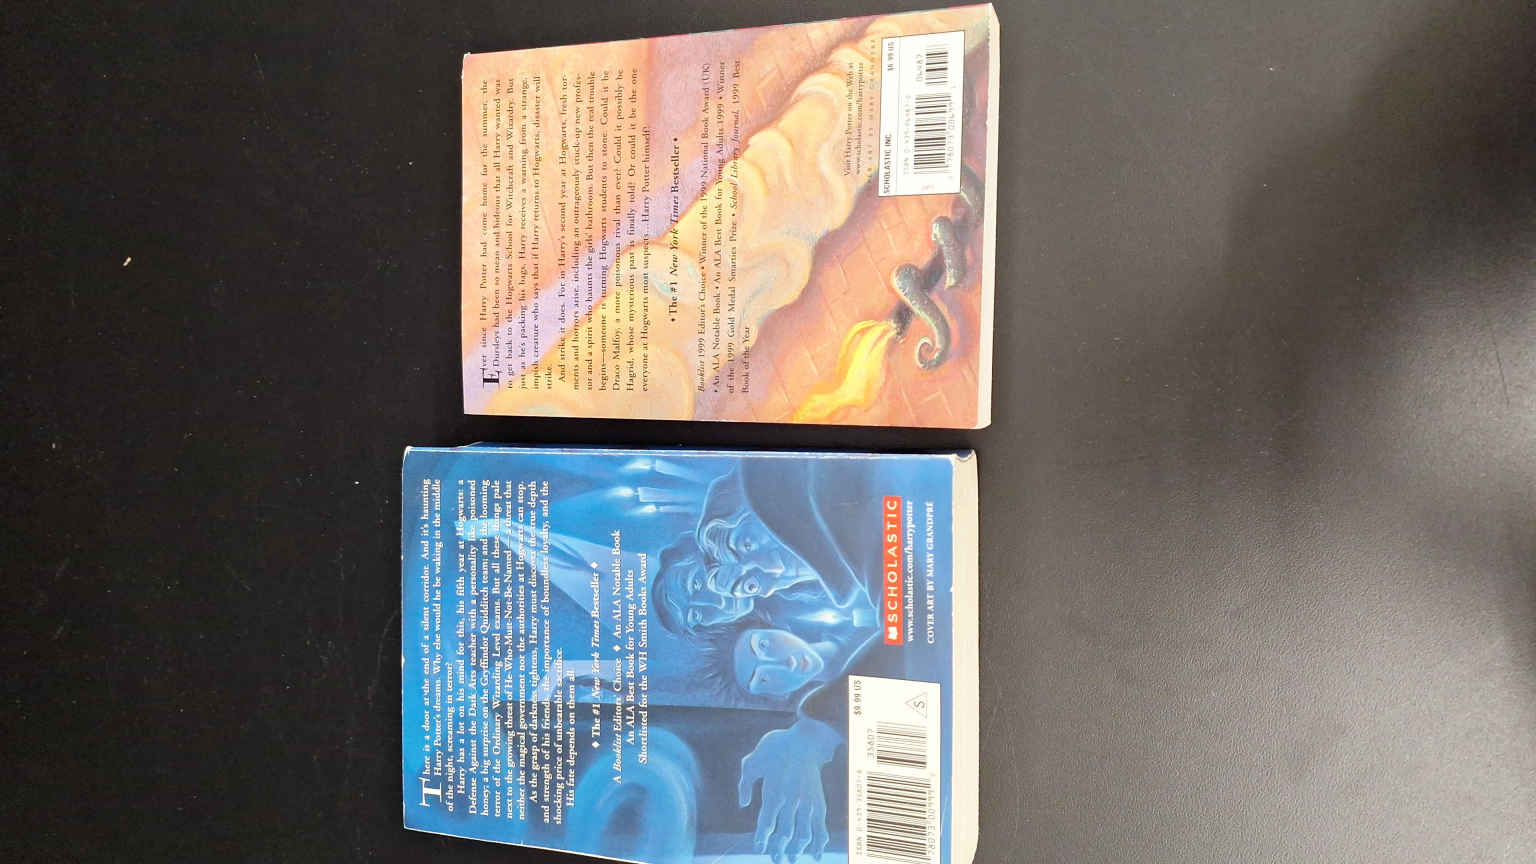 There is a door at the end of a silent corridor. And it's haunting
Harry Potter's dreams. Why else would he be waking in the middle
of the night, screaming in terror?
Harry has a lot on his mind for this, his fifth year at Hogwarts: a
Defense Against the Dark Arts teacher with a personality like poisoned
honey; a big surprise on the Gryffindor Quidditch team; and the looming
terror of the Ordinary Wizarding Level exams. But all these things pale
next to the growing threat of He-Who-Must-Not-Be-Named — a threat that
neither the magical government nor the authorities at Hogwarts can stop.
As the grasp of darkness tightens, Harry must discover the true depth
and strength of his friends, the importance of boundless loyalty, and the
shocking price of unbearable sacrifice.
His fate depends on them all.
◆ The #1 New York Times Bestseller ◆
A Booklist Editors' Choice ◆ An ALA Notable Book
An ALA Best Book for Young Adults
Shortlisted for the WH Smith Books Award
SCHOLASTIC
www.scholastic.com/harrypotter
COVER ART BY MARY GRANDPRÉ
$9.99 US
35807
S
Ever since Harry Potter had come home for the summer, the
Dursleys had been so mean and hideous that all Harry wanted was
to get back to the Hogwarts School for Witchcraft and Wizardry. But
just as he's packing his bags, Harry receives a warning from a strange,
impish creature who says that if Harry returns to Hogwarts, disaster will
strike.
And strike it does. For in Harry's second year at Hogwarts, fresh tor-
ments and horrors arise, including an outrageously stuck-up new profes-
sor and a spirit who haunts the girls' bathroom. But then the real trouble
begins—someone is turning Hogwarts students to stone. Could it be
Draco Malfoy, a more poisonous rival than ever? Could it possibly be
Hagrid, whose mysterious past is finally told? Or could it be the one
everyone at Hogwarts most suspects...Harry Potter himself!
• The #1 New York Times Bestseller •
Booklist 1999 Editor's Choice • Winner of the 1999 National Book Award (UK)
• An ALA Notable Book • An ALA Best Book for Young Adults 1999 • Winner
of the 1999 Gold Medal Smarties Prize • School Library Journal, 1999 Best
Book of the Year
Visit Harry Potter on the Web at
www.scholastic.com/harrypotter
ART BY MARY GRANDPRÉ
SCHOLASTIC INC.
$6.99 US
ISBN 0-439-06487-2
06487